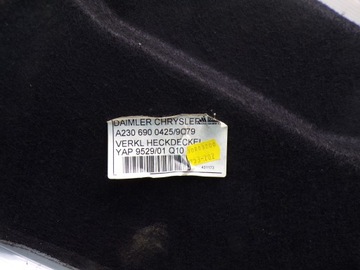 DAIMLER CHRYSLER
A230 690 0425/9C79
VERKL HECKDECKEL
YAP 9529/01 Q10